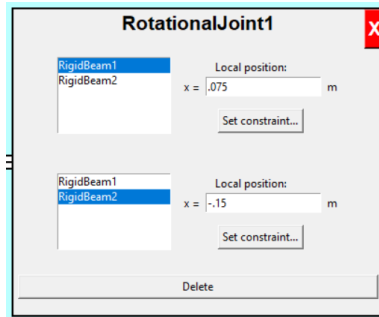 RotationalJoint1
X
RigidBeam1
RigidBeam2
Local position:
x = .075 m
Set constraint...
RigidBeam1
RigidBeam2
Local position:
x = -.15 m
Set constraint...
Delete